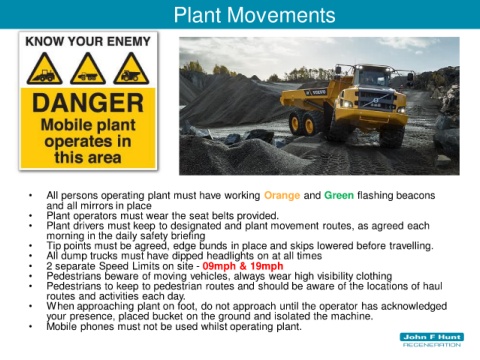 Plant Movements
KNOW YOUR ENEMY
DANGER
Mobile plant
operates in
this area
VOLVO
• All persons operating plant must have working Orange and Green flashing beacons
and all mirrors in place
• Plant operators must wear the seat belts provided.
• Plant drivers must keep to designated and plant movement routes, as agreed each
morning in the daily safety briefing
• Tip points must be agreed, edge bunds in place and skips lowered before travelling.
• All dump trucks must have dipped headlights on at all times
• 2 separate Speed Limits on site - 09mph & 19mph
• Pedestrians beware of moving vehicles, always wear high visibility clothing
• Pedestrians to keep to pedestrian routes and should be aware of the locations of haul
routes and activities each day.
• When approaching plant on foot, do not approach until the operator has acknowledged
your presence, placed bucket on the ground and isolated the machine.
• Mobile phones must not be used whilst operating plant.
John F Hunt
REGENERATION